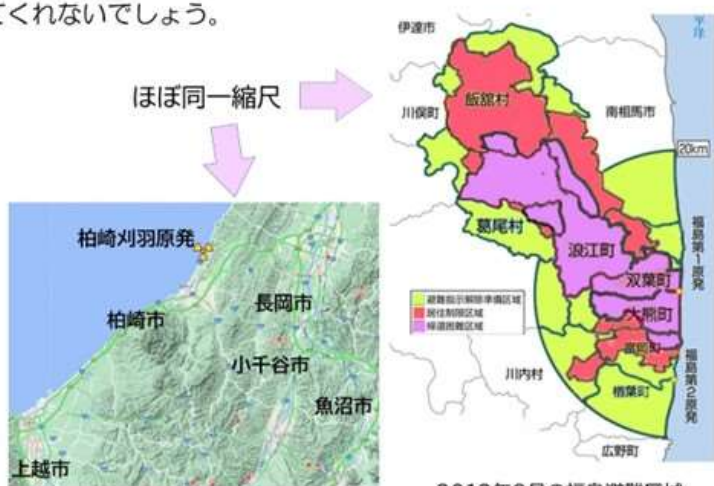 てくれないでしょう。
ほぼ同一縮尺
柏崎刈羽原発
柏崎市
長岡市
小千谷市
魚沼市
上越市
伊達市
川俣町
飯舘村
南相馬市
20km
葛尾村
浪江町
双葉町
大熊町
富岡町
楢葉町
川内村
広野町
福島第1原発
福島第2原発
避難指示解除準備区域
居住制限区域
帰還困難区域